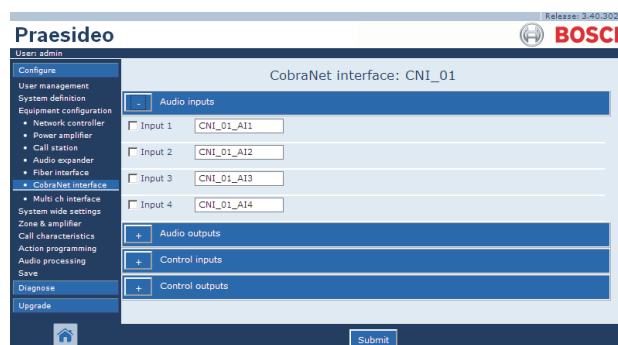 Release: 3.40.302
Praesideo
BOSCH
User: admin
Configure
User management
System definition
Equipment configuration
• Network controller
• Power amplifier
• Call station
• Audio expander
• Fiber interface
• CobraNet interface
• Multi ch interface
System wide settings
Zone & amplifier
Call characteristics
Action programming
Audio processing
Save
Diagnose
Upgrade
CobraNet interface: CNI_01
- Audio inputs
Input 1 CNI_01_AI1
Input 2 CNI_01_AI2
Input 3 CNI_01_AI3
Input 4 CNI_01_AI4
+ Audio outputs
+ Control inputs
+ Control outputs
Submit